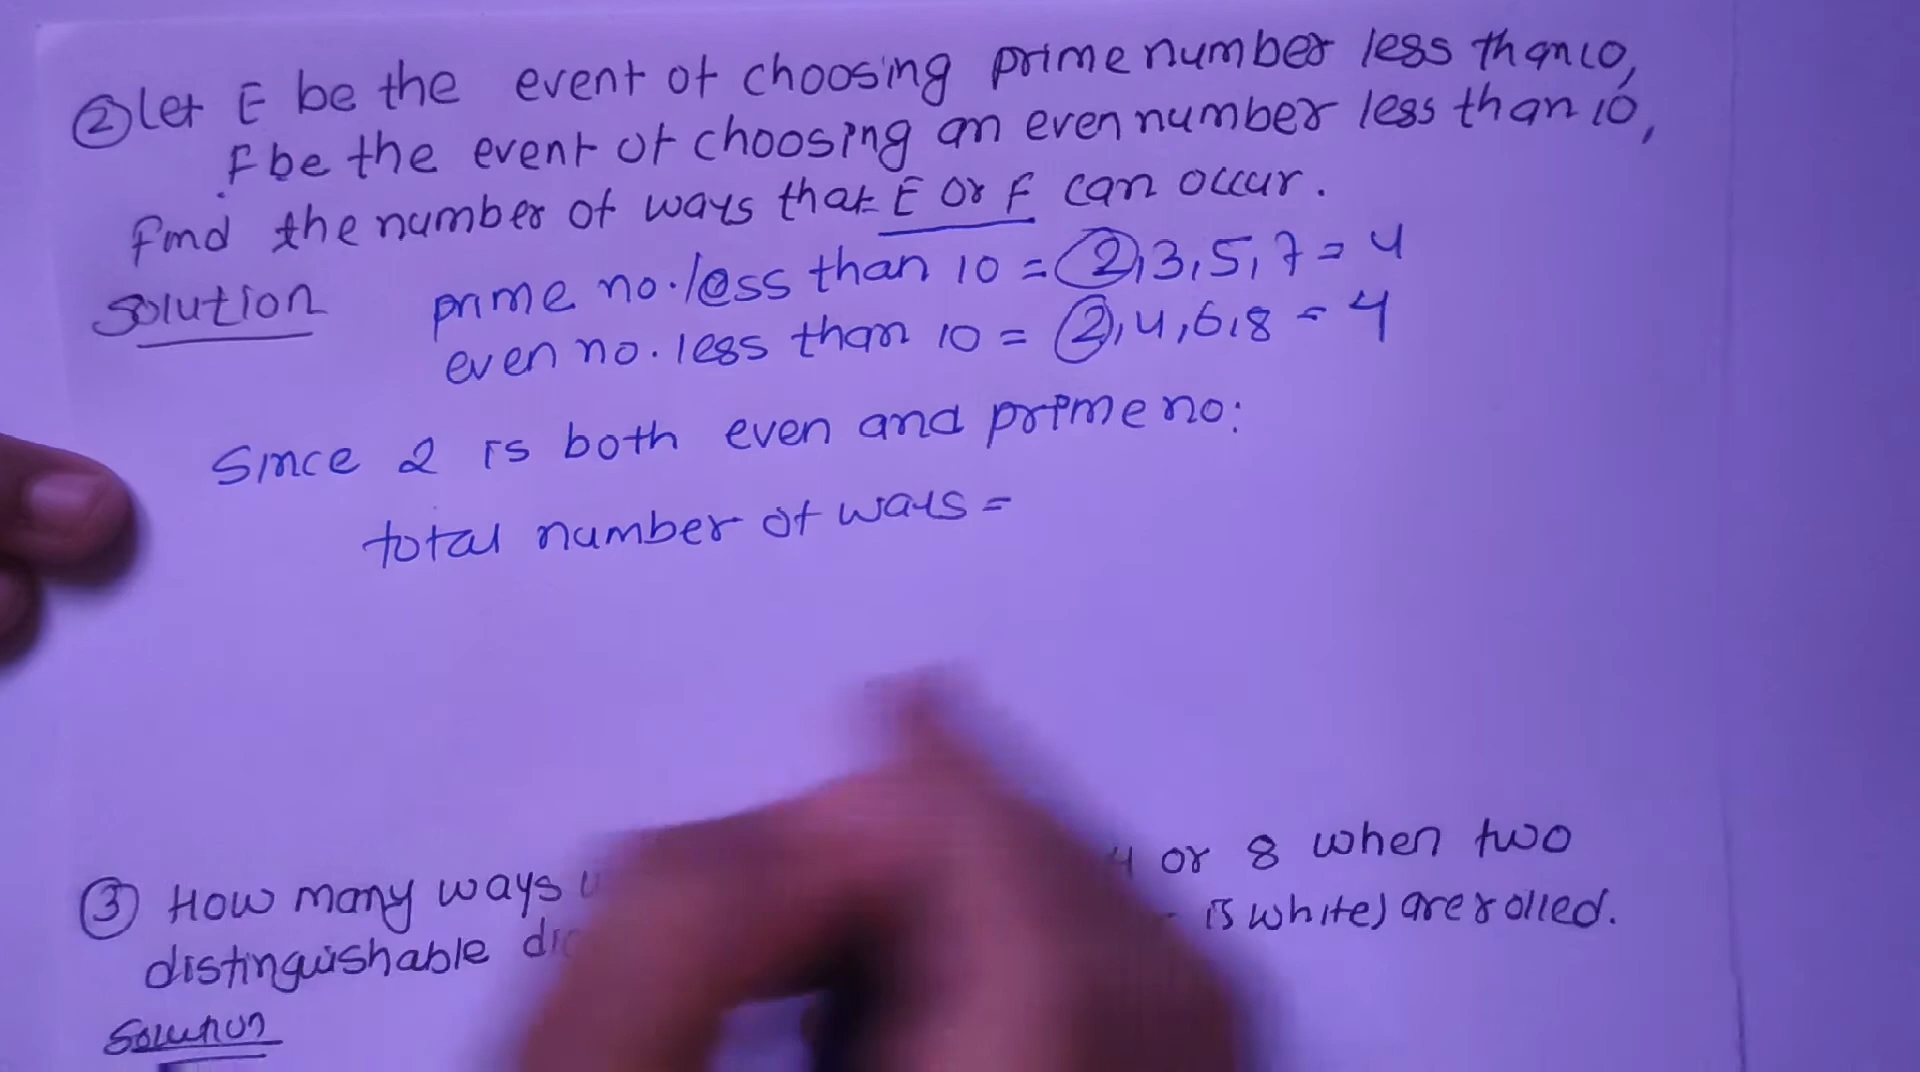 ② let E be the event of choosing prime number less than 10,
F be the event of choosing an even number less than 10,
find the number of ways that E or F can occur.
Solution
prime no. less than 10 = 2,3,5,7 = 4
even no. less than 10 = 2,4,6,8 = 4
Since 2 is both even and prime no:
total number of ways =
③ How many ways 4 or 8 when two
distinguishable is white) are rolled.
Solution